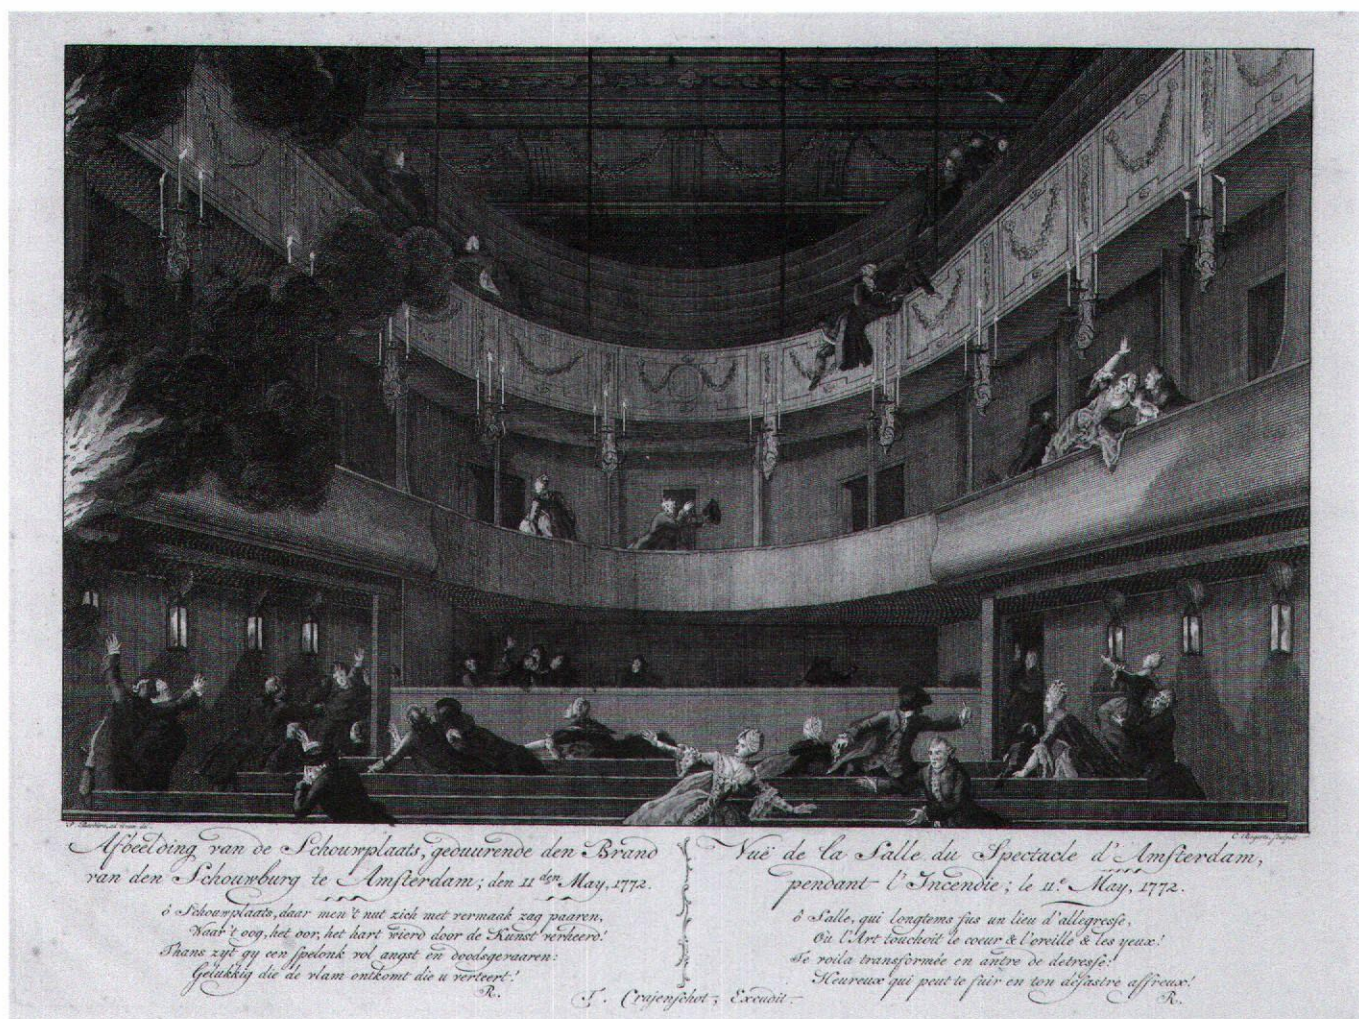 Afbeelding van de Schouwplaats, geduurende den Brand
van den Schouwburg te Amsterdam; den 11 den May, 1772.
ô Schouwplaats, daar men 't nut zich met vermaak zag paaren,
Waar 't oog, het oor, het hart wierd door de Kunst verheerd!
Thans zyt gy een spelonk vol angst en doodsgevaaren:
Gelukkig die de vlam ontkomt die u verteert!
R.
Vuë de la Salle du Spectacle d'Amsterdam,
pendant l'Incendie; le 11.e May, 1772.
ô Salle, qui longtems fus un lieu d'allegresse,
Où l'Art touchoit le coeur & l'oreille & les yeux!
Te voila transformée en antre de detresse:
Heureux qui peut te fuir en ton désastre affreux!
R.
Crajenschot, Excudit.